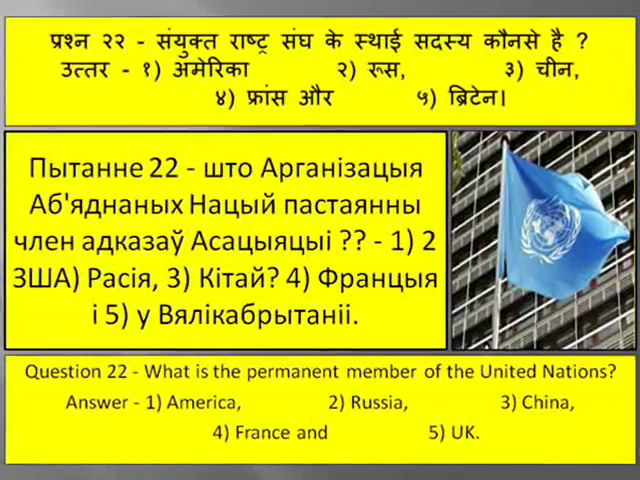 प्रश्न २२ - संयुक्त राष्ट्र संघ के स्थाई सदस्य कौनसे है ?
उत्तर - १) अमेरिका २) रूस, ३) चीन,
४) फ्रांस और ५) ब्रिटेन।
Пытанне 22 - што Арганізацыя
Аб'яднаных Нацый пастаянны
член адказаў Асацыяцыі ?? - 1) 2
ЗША) Расія, 3) Кітай? 4) Францыя
і 5) у Вялікабрытаніі.
Question 22 - What is the permanent member of the United Nations?
Answer - 1) America, 2) Russia, 3) China,
4) France and 5) UK.